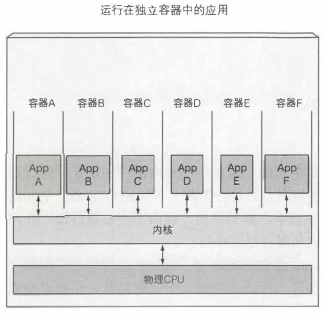 运行在独立容器中的应用
容器A 容器B 容器C 容器D 容器E 容器F
App App App App App App
A B C D E F
内核
物理CPU